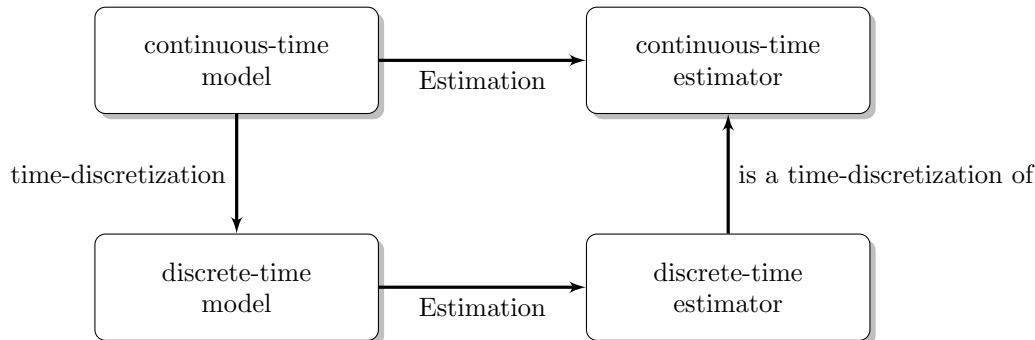 continuous-time
model
Estimation
continuous-time
estimator
time-discretization
is a time-discretization of
discrete-time
model
Estimation
discrete-time
estimator